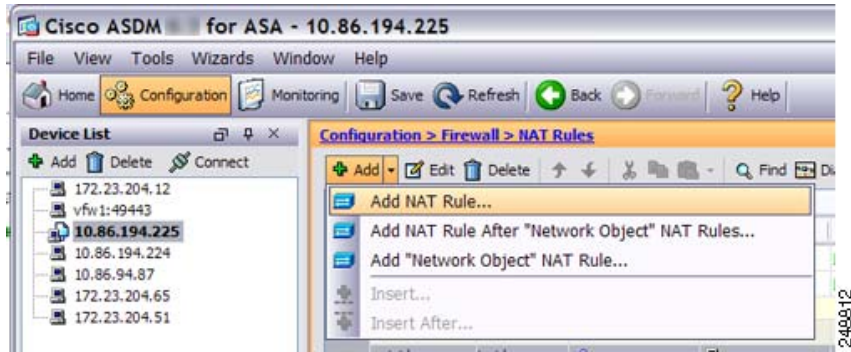 Cisco ASDM for ASA - 10.86.194.225
File View Tools Wizards Window Help
Home Configuration Monitoring Save Refresh Back Forward Help
Device List
Configuration > Firewall > NAT Rules
Add Delete Connect
Add Edit Delete Find Di
172.23.204.12
vfw1:49443
10.86.194.225
10.86.194.224
10.86.94.87
172.23.204.65
172.23.204.51
Add NAT Rule...
Add NAT Rule After "Network Object" NAT Rules...
Add "Network Object" NAT Rule...
Insert...
Insert After...
248812